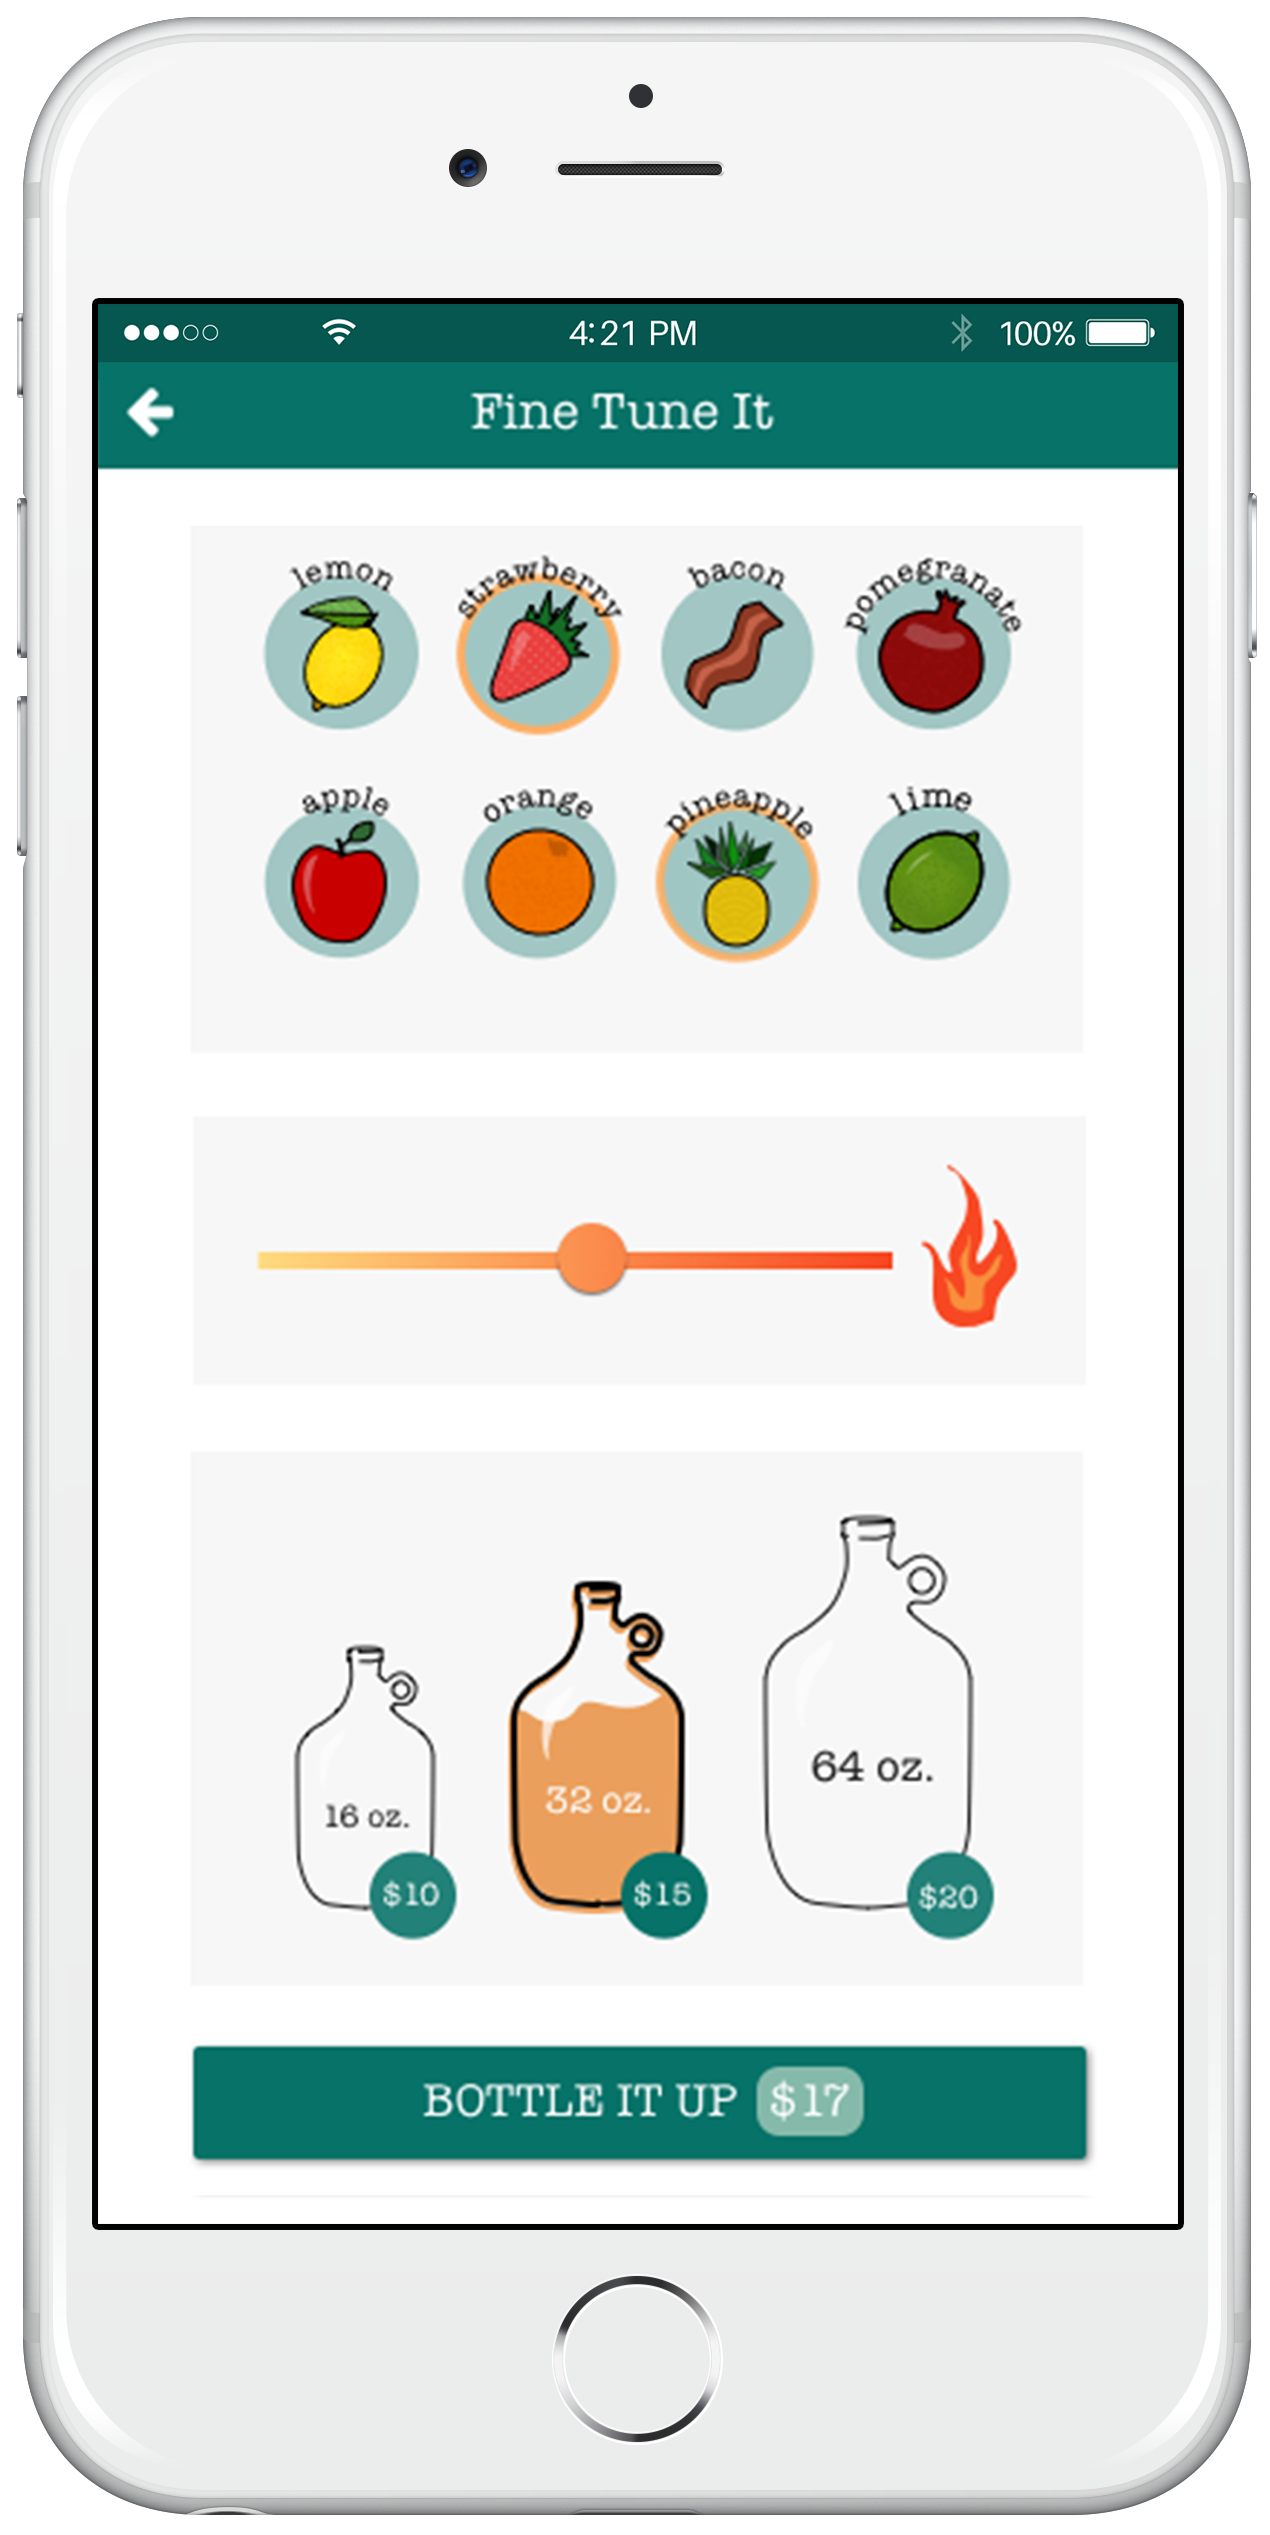 4:21 PM
100%
Fine Tune It
lemon strawberry bacon pomegranate
apple orange pineapple lime
64 oz.
32 oz.
16 oz.
$10 $15 $20
BOTTLE IT UP $17